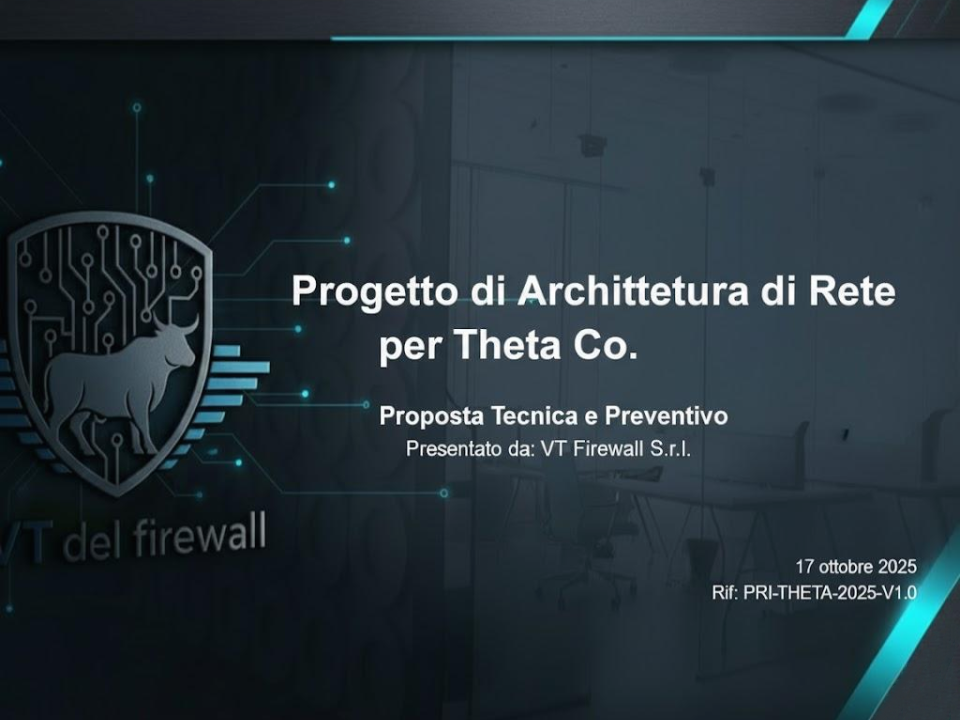 Progetto di Archittetura di Rete
per Theta Co.
Proposta Tecnica e Preventivo
Presentato da: VT Firewall S.r.l.
VT del firewall
17 ottobre 2025
Rif: PRI-THETA-2025-V1.0